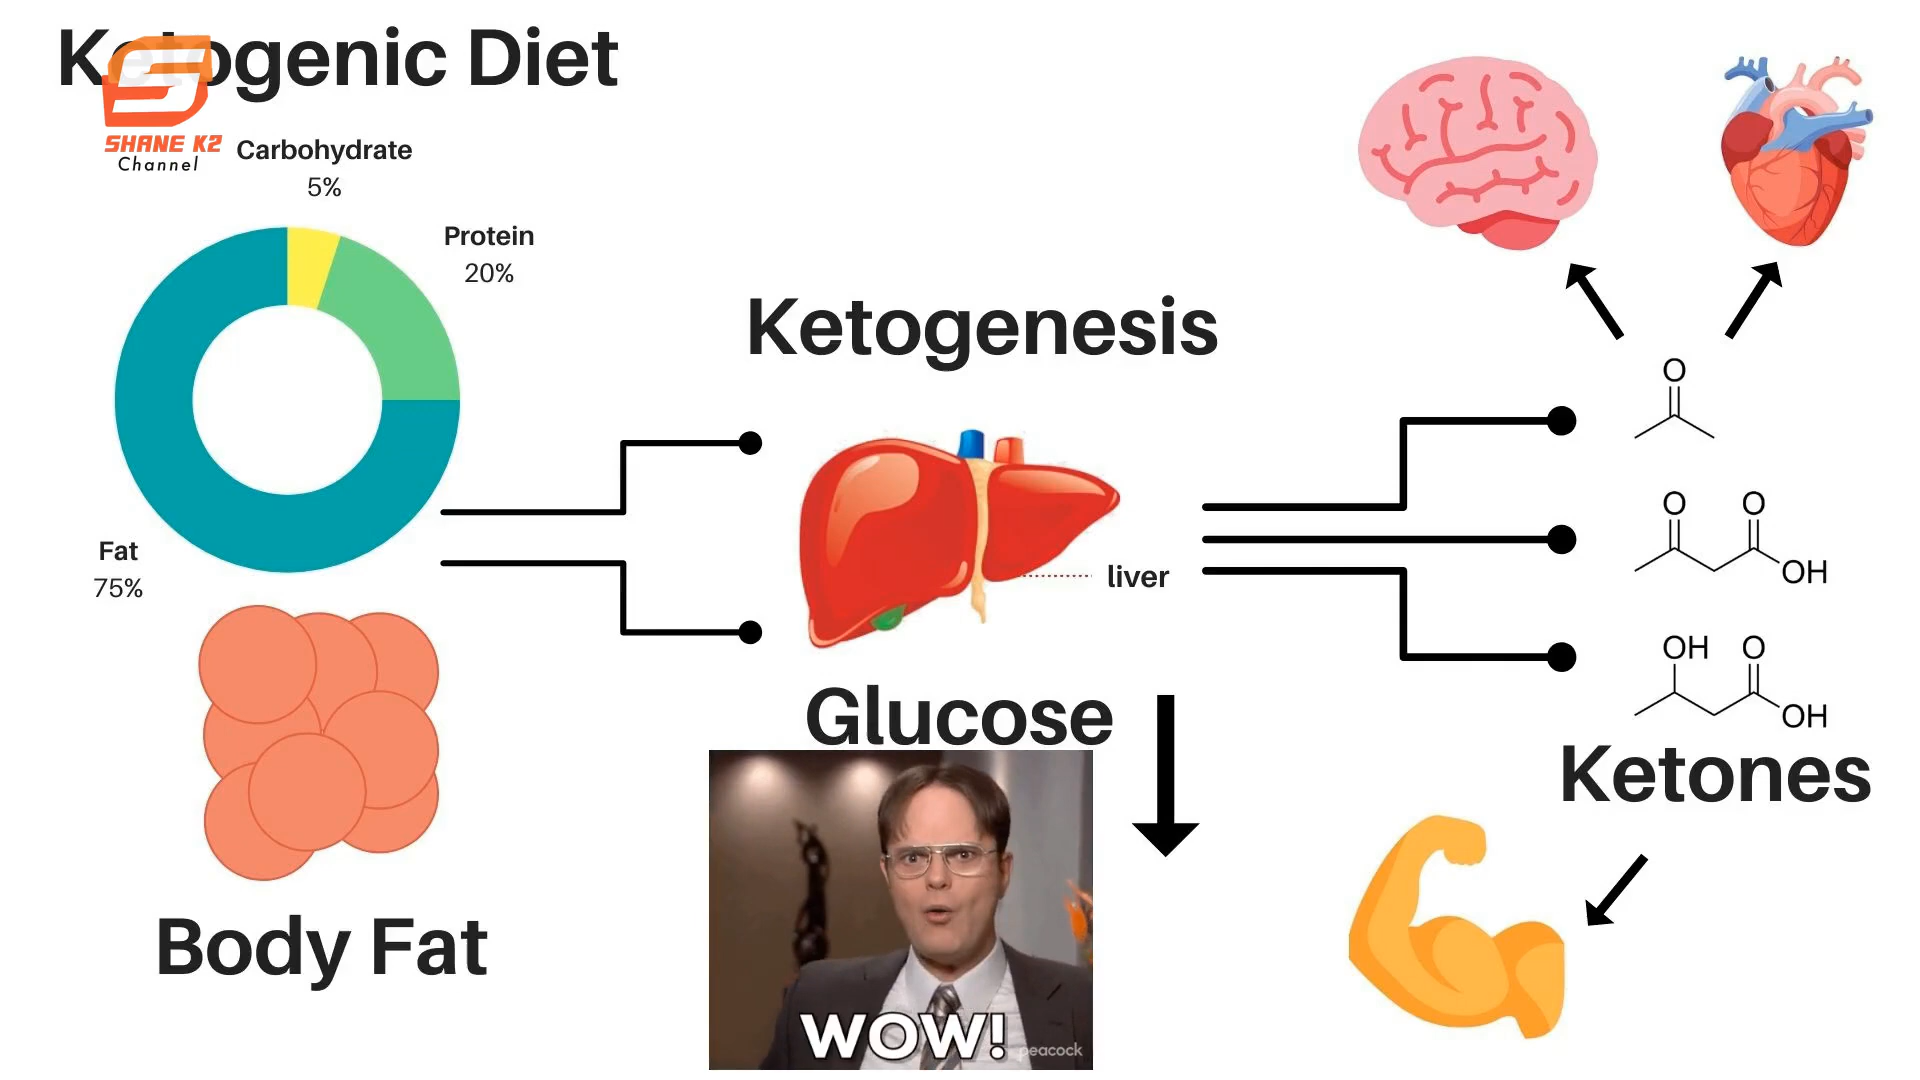 Ketogenic Diet
SHANE K2
Channel
Carbohydrate
5%
Protein
20%
Fat
75%
Body Fat
Ketogenesis
liver
Glucose
WOW!
peacock
O
O
O
OH
OH
O
OH
Ketones